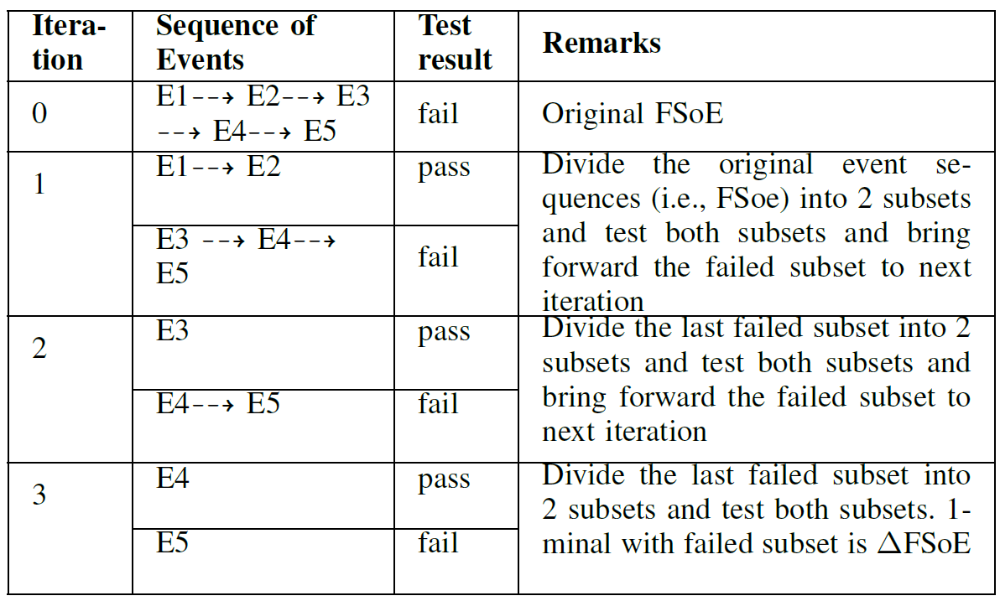 Itera-
tion
Sequence of
Events
Test
result
Remarks
0
E1--→ E2--→ E3
--→ E4--→ E5
fail
Original FSoE
1
E1--→ E2
pass
E3 --→ E4--→
E5
fail
Divide the original event se-
quences (i.e., FSoe) into 2 subsets
and test both subsets and bring
forward the failed subset to next
iteration
2
E3
pass
E4--→ E5
fail
Divide the last failed subset into 2
subsets and test both subsets and
bring forward the failed subset to
next iteration
3
E4
pass
E5
fail
Divide the last failed subset into
2 subsets and test both subsets. 1-
minal with failed subset is ΔFSoE